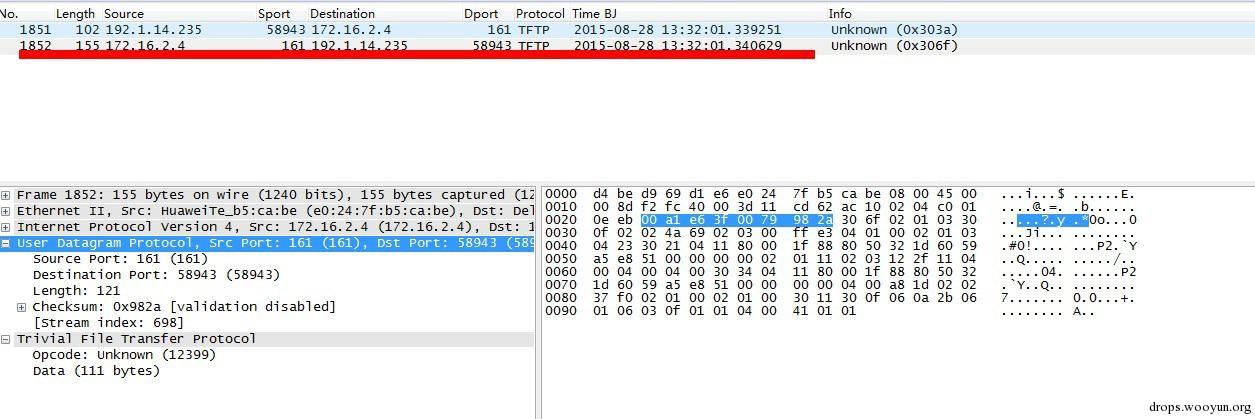 No. Length Source Sport Destination Dport Protocol Time BJ Info
1851 102 192.1.14.235 58943 172.16.2.4 161 TFTP 2015-08-28 13:32:01.339251 Unknown (0x303a)
1852 155 172.16.2.4 161 192.1.14.235 58943 TFTP 2015-08-28 13:32:01.340629 Unknown (0x306f)
Frame 1852: 155 bytes on wire (1240 bits), 155 bytes captured (12
Ethernet II, Src: HuaweiTe_b5:ca:be (e0:24:7f:b5:ca:be), Dst: Del
Internet Protocol Version 4, Src: 172.16.2.4 (172.16.2.4), Dst: 1
User Datagram Protocol, Src Port: 161 (161), Dst Port: 58943 (589
Source Port: 161 (161)
Destination Port: 58943 (58943)
Length: 121
Checksum: 0x982a [validation disabled]
[Stream index: 698]
Trivial File Transfer Protocol
Opcode: Unknown (12399)
Data (111 bytes)
0000 d4 be d9 69 d1 e6 e0 24 7f b5 ca be 08 00 45 00 ...i...$ ......E.
0010 00 8d f2 fc 40 00 3d 11 cd 62 ac 10 02 04 c0 01 ....@.=. .b......
0020 0e eb 00 a1 e6 3f 00 79 98 2a 30 6f 02 01 03 30 .....?.y .*0o...0
0030 0f 02 02 4a 69 02 03 00 ff e3 04 01 00 02 01 03 ...Ji... ........
0040 04 23 30 21 04 11 80 00 1f 88 80 50 32 1d 60 59 .#0!.... ...P2.`Y
0050 a5 e8 51 00 00 00 00 02 01 11 02 03 12 2f 11 04 ..Q..... ...../..
0060 00 04 00 04 00 30 34 04 11 80 00 1f 88 80 50 32 .....04. ......P2
0070 1d 60 59 a5 e8 51 00 00 00 00 04 00 a8 1d 02 02 .`Y..Q.. ........
0080 37 f0 02 01 00 02 01 00 30 11 30 0f 06 0a 2b 06 7....... 0.0...+.
0090 01 06 03 0f 01 01 04 00 41 01 01 ........ A..
drops.wooyun.org